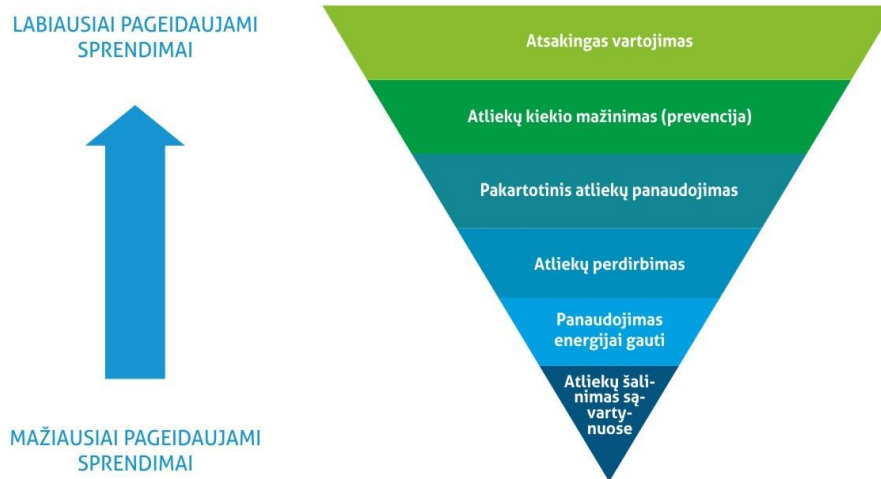 LABIAUSIAI PAGEIDAUJAMI
SPRENDIMAI
Atsakingas vartojimas
Atliekų kiekio mažinimas (prevencija)
Pakartotinis atliekų panaudojimas
Atliekų perdirbimas
Panaudojimas
energijai gauti
Atliekų šali-
nimas są-
varty-
nuose
MAŽIAUSIAI PAGEIDAUJAMI
SPRENDIMAI